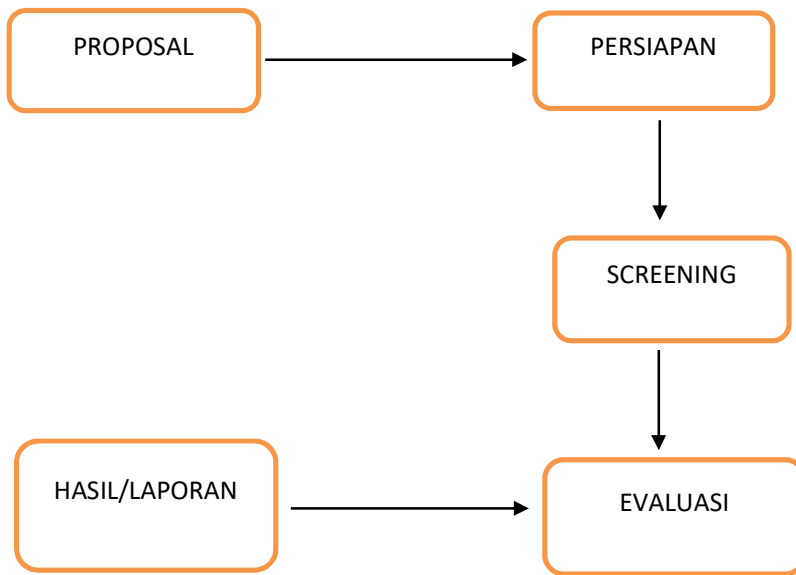 PROPOSAL
PERSIAPAN
SCREENING
HASIL/LAPORAN
EVALUASI